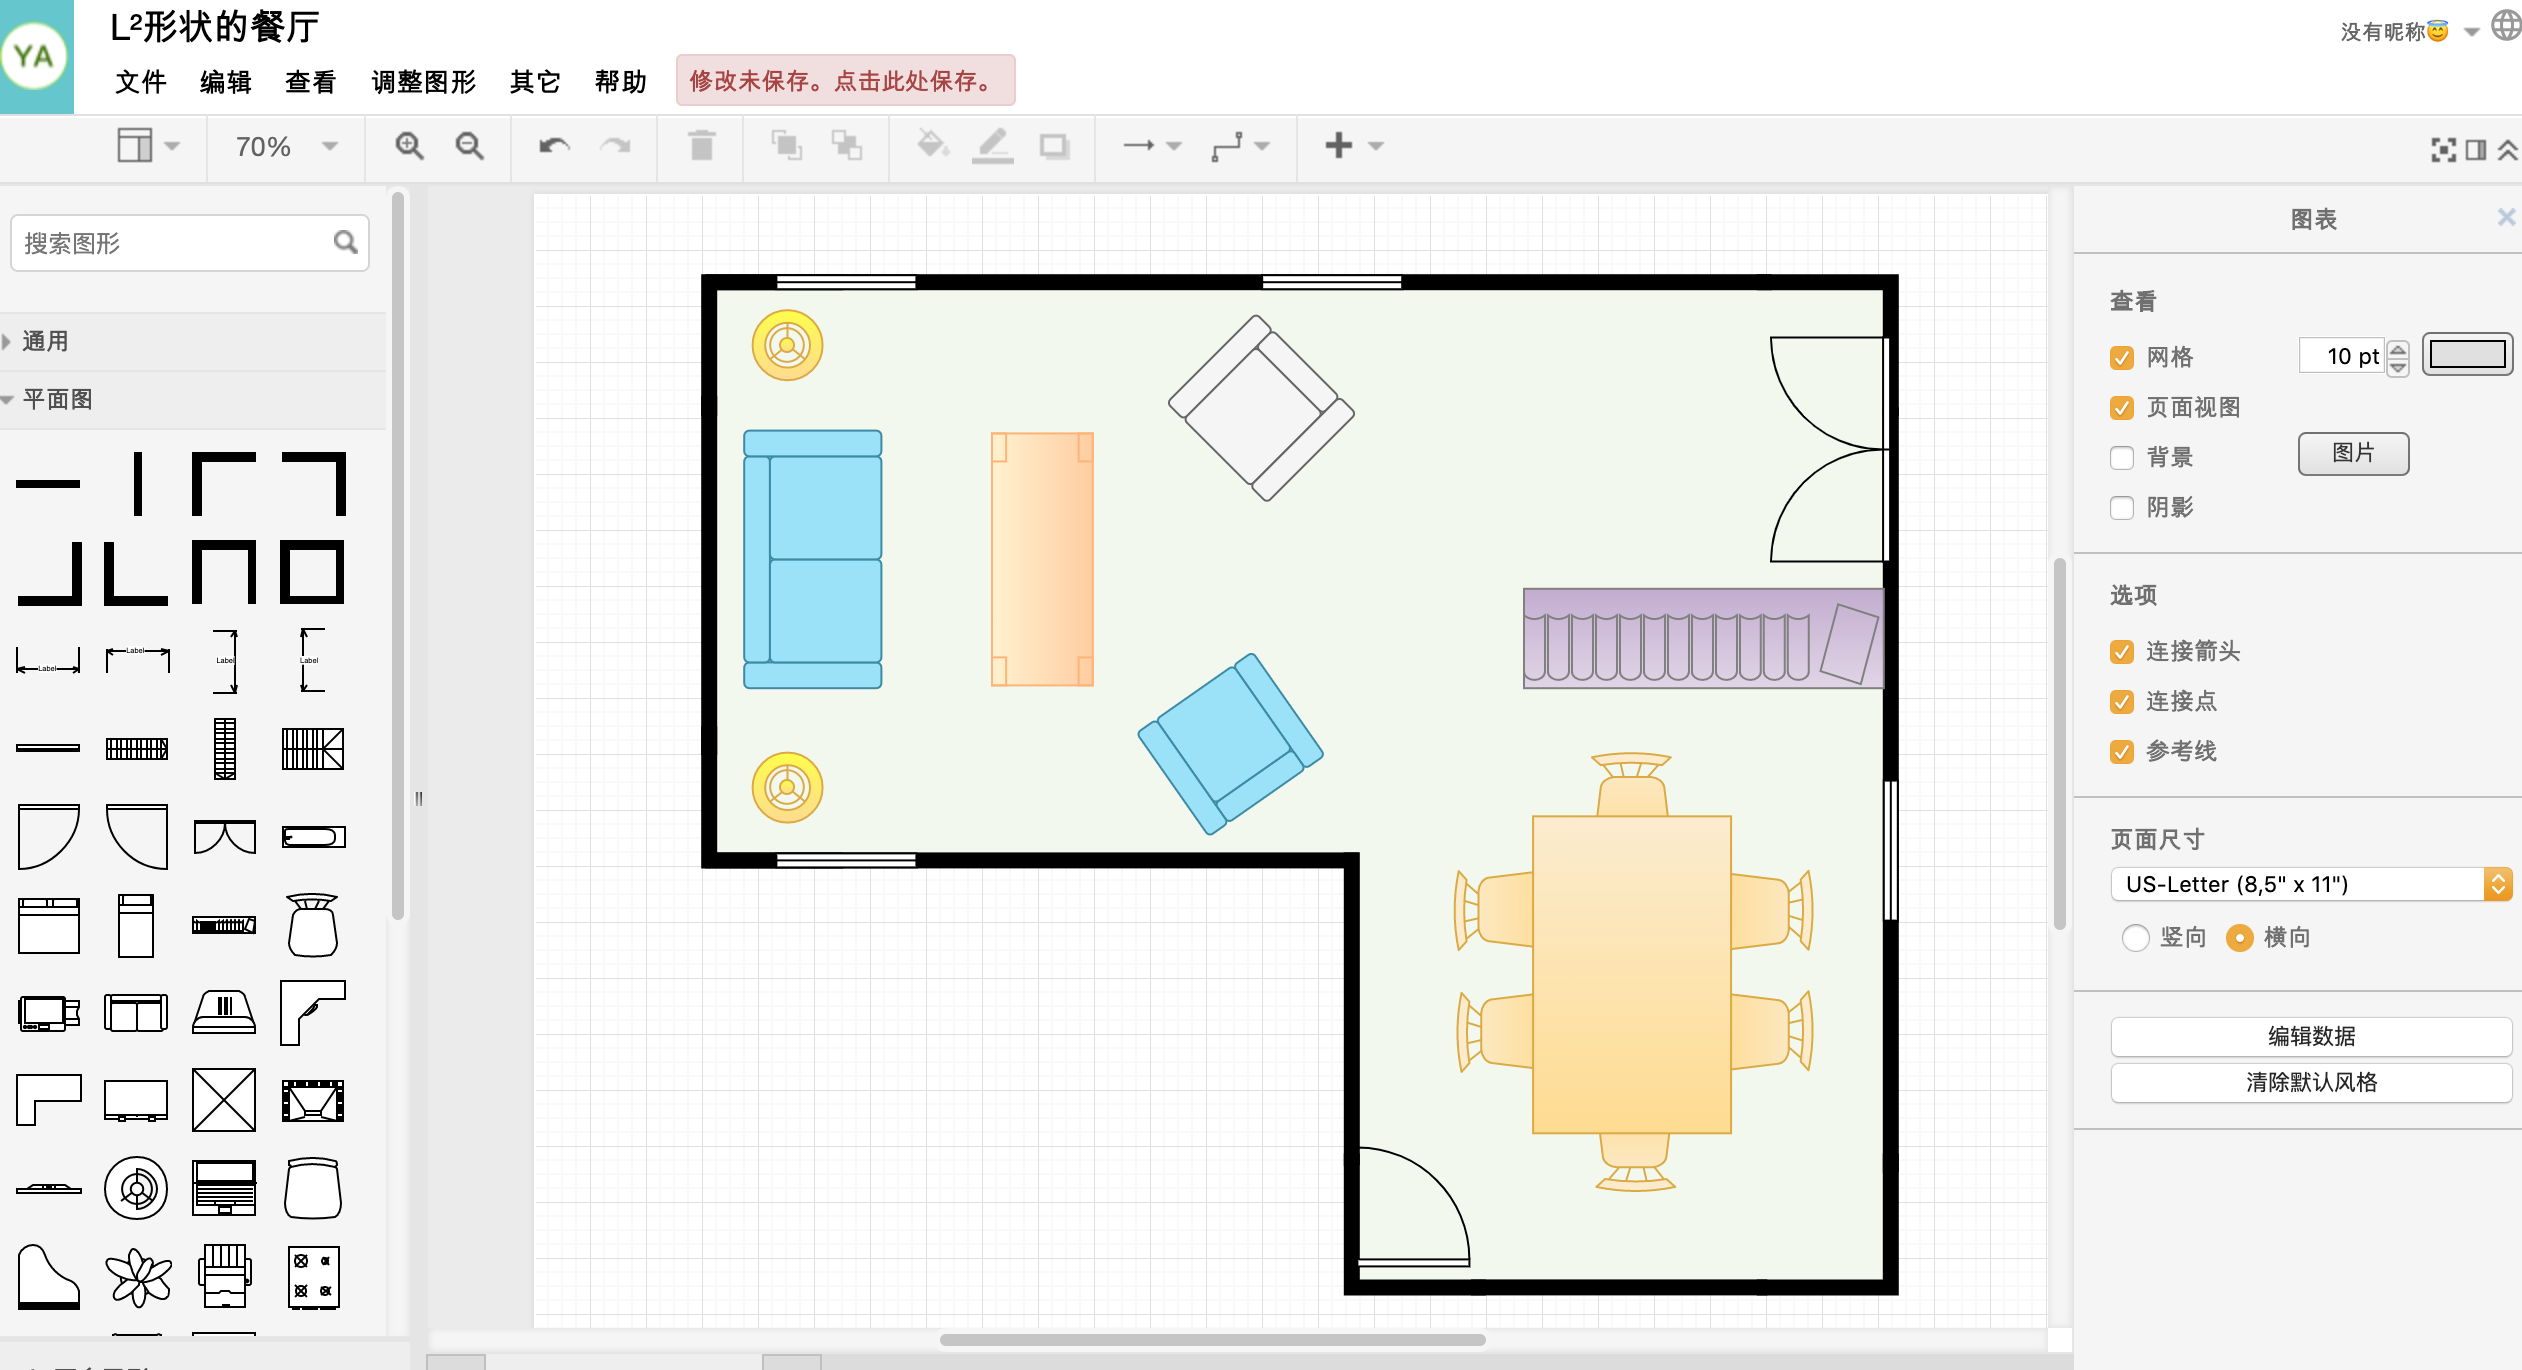 YA
L²形状的餐厅
没有昵称😇
文件 编辑 查看 调整图形 其它 帮助
修改未保存。点击此处保存。
70%
搜索图形
通用
平面图
Label
Label
Label
Label
图表
查看
网格
10 pt
页面视图
背景
图片
阴影
选项
连接箭头
连接点
参考线
页面尺寸
US-Letter (8,5" x 11")
竖向
横向
编辑数据
清除默认风格